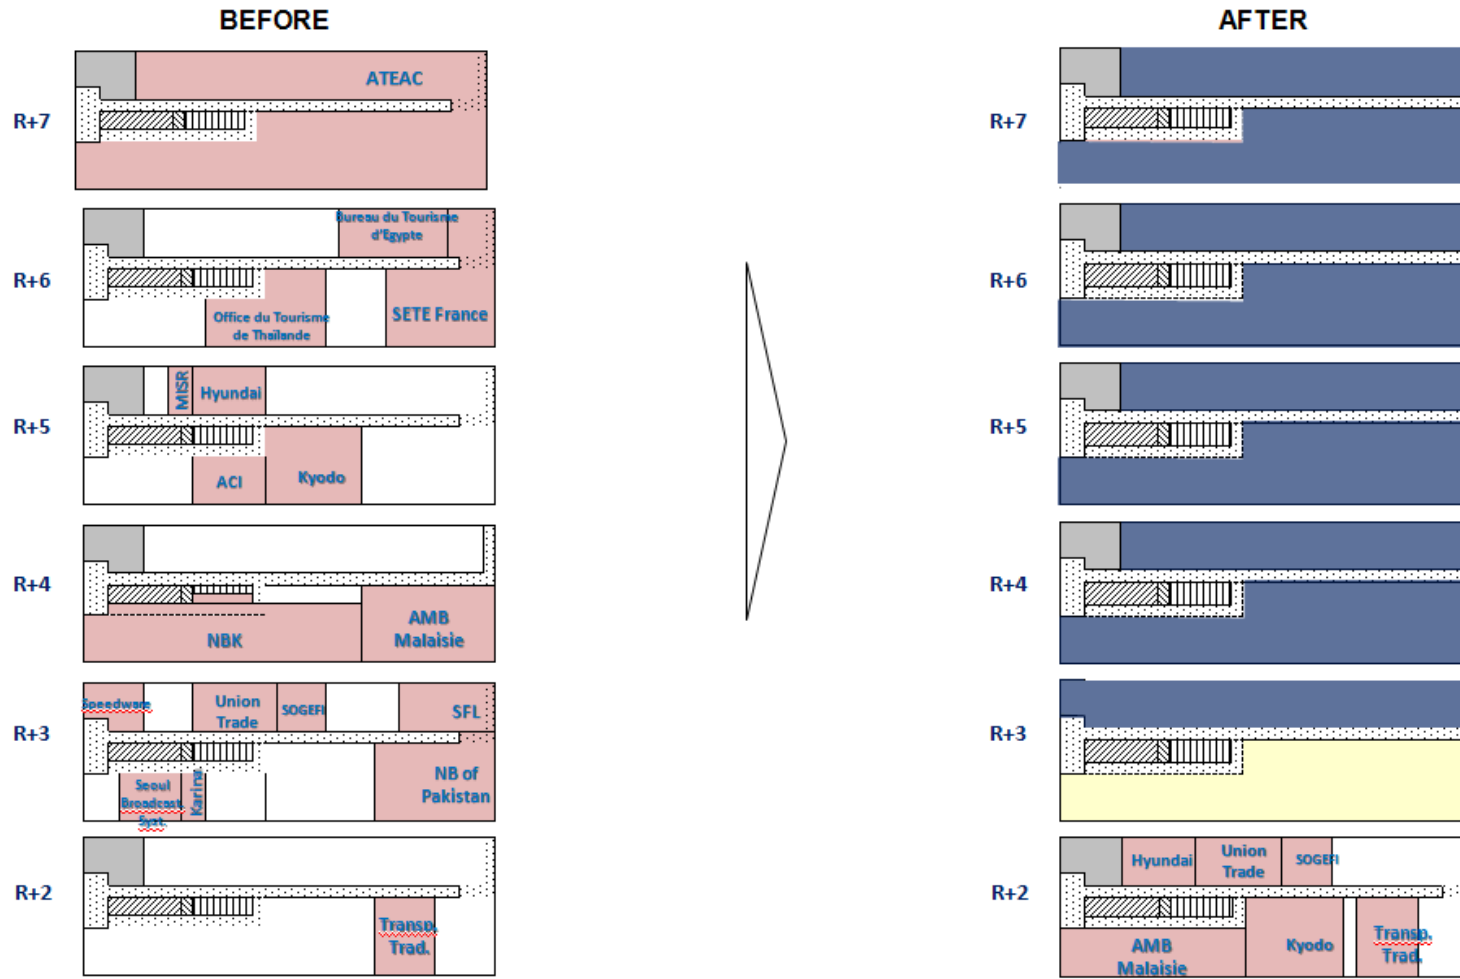 BEFORE
AFTER
R+7
ATEAC
R+7
R+6
Bureau du Tourisme
d'Egypte
Office du Tourisme
de Thaïlande
SETE France
R+6
R+5
MISR
Hyundai
ACI
Kyodo
R+5
R+4
NBK
AMB
Malaisie
R+4
R+3
Speedware
Union
Trade
SOGEFI
SFL
Seoul
Broadcast.
Syst.
Karina
NB of
Pakistan
R+3
R+2
Transp.
Trad.
R+2
Hyundai
Union
Trade
SOGEFI
AMB
Malaisie
Kyodo
Transp.
Trad.